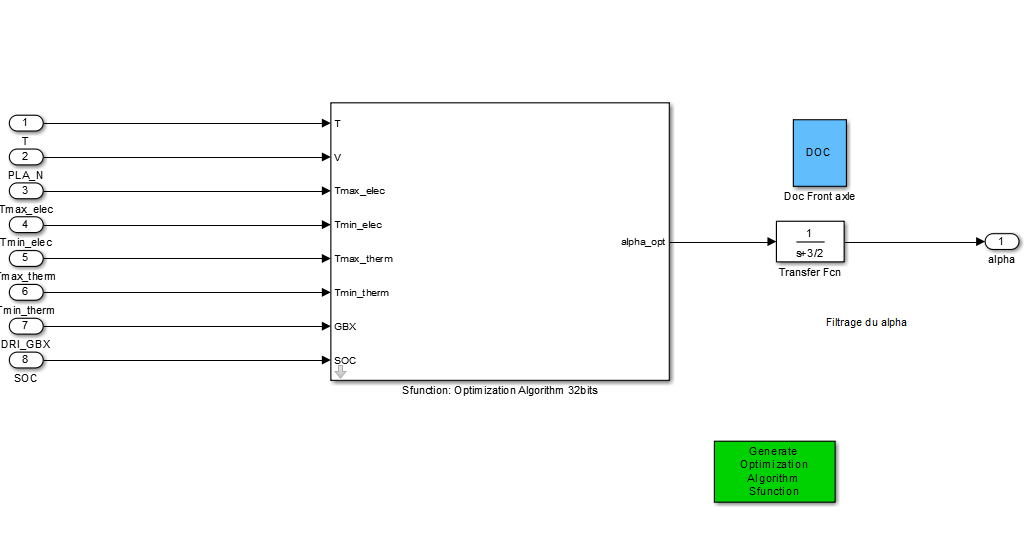 1
T
T
2
PLA_N
V
3
Tmax_elec
Tmax_elec
4
Tmin_elec
Tmin_elec
5
max_therm
Tmax_therm
6
min_therm
Tmin_therm
7
DRI_GBX
GBX
8
SOC
SOC
alpha_opt
Sfunction: Optimization Algorithm 32bits
DOC
Doc Front axle
1
s+3/2
Transfer Fcn
1
alpha
Filtrage du alpha
Generate
Optimization
Algorithm
Sfunction